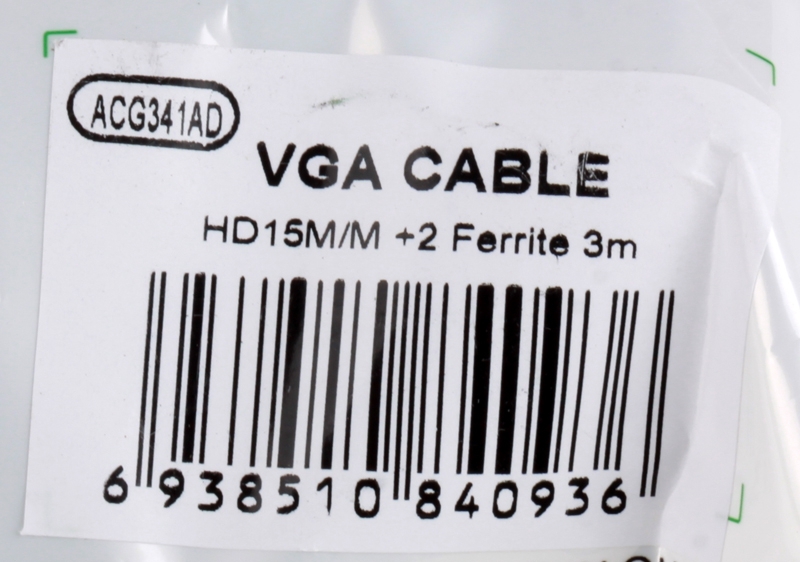 ACG341AD
VGA CABLE
HD15M/M +2 Ferrite 3m
6 938510 840936